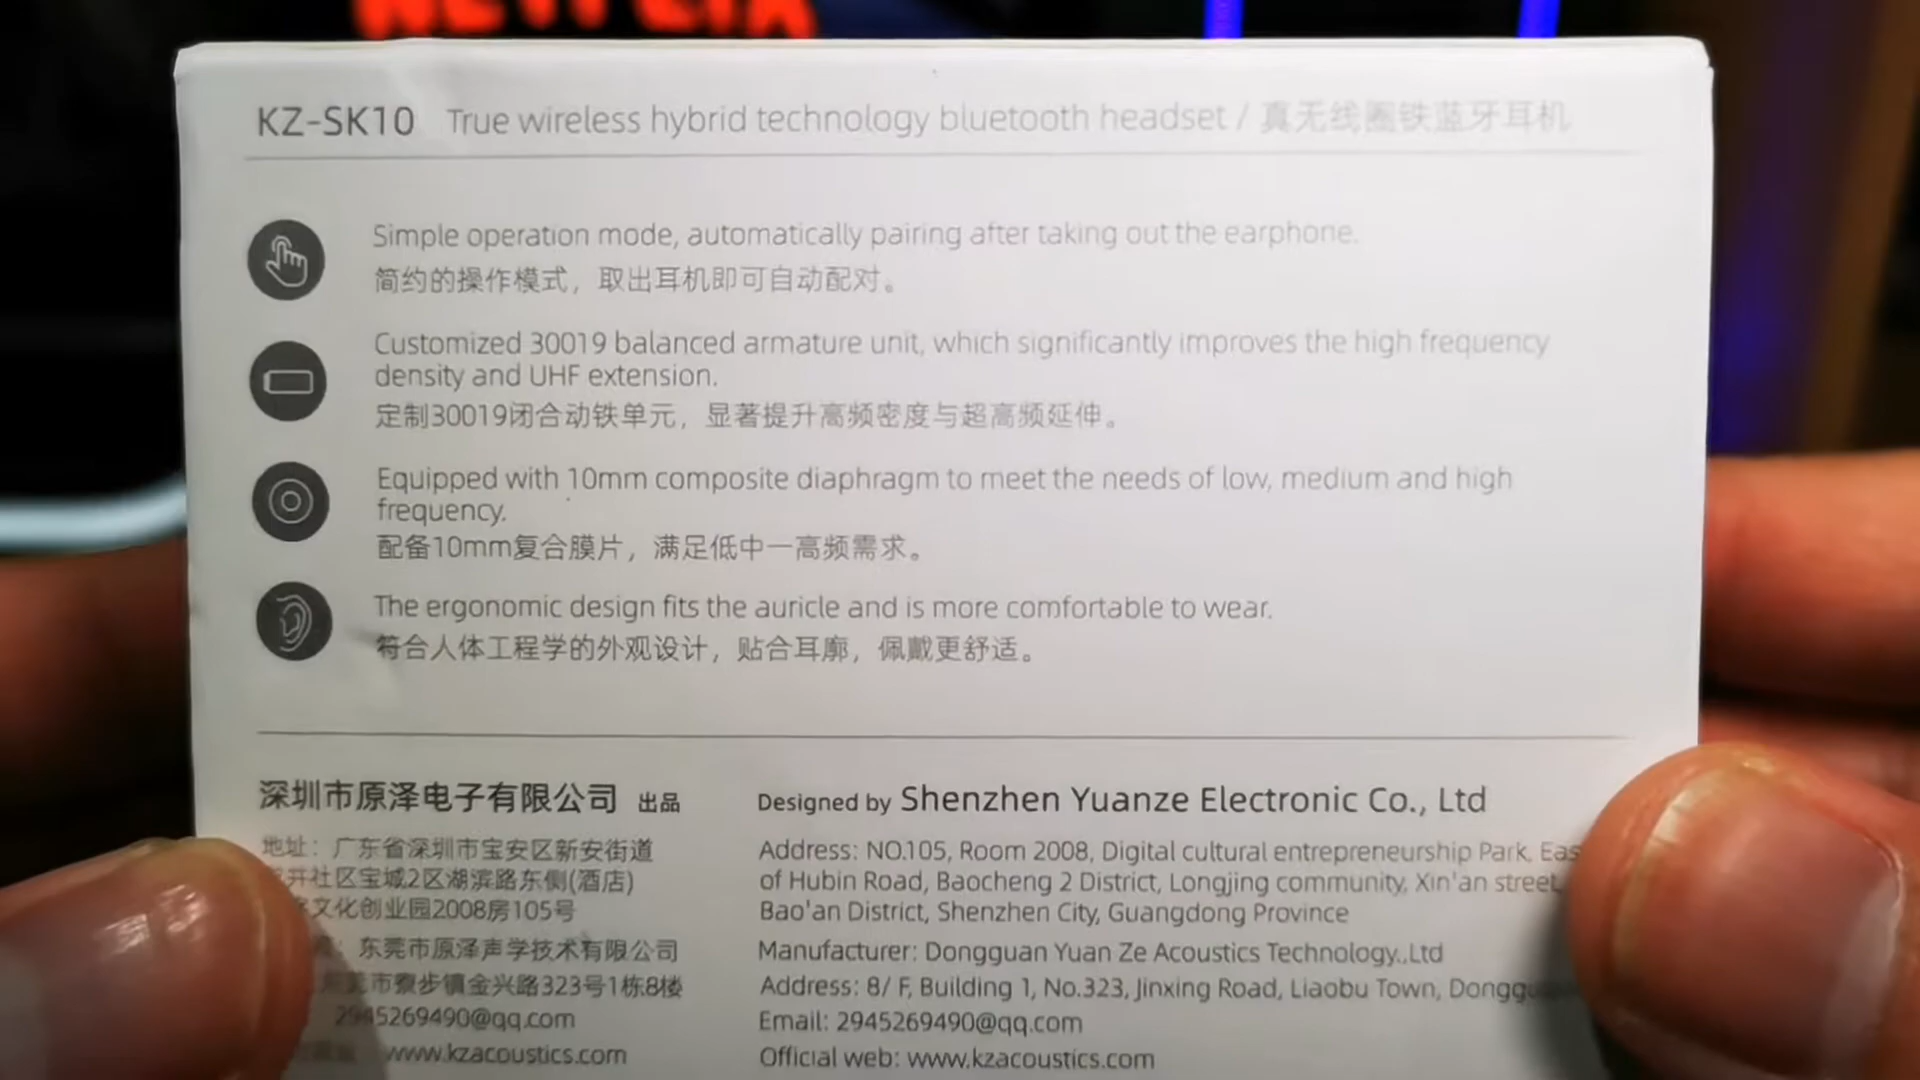 NETFLIX
KZ-SK10 True wireless hybrid technology bluetooth headset / 真无线圈铁蓝牙耳机
Simple operation mode, automatically pairing after taking out the earphone.
简约的操作模式，取出耳机即可自动配对。
Customized 30019 balanced armature unit, which significantly improves the high frequency
density and UHF extension.
定制30019闭合动铁单元，显著提升高频密度与超高频延伸。
Equipped with 10mm composite diaphragm to meet the needs of low, medium and high
frequency.
配备10mm复合膜片，满足低中一高频需求。
The ergonomic design fits the auricle and is more comfortable to wear.
符合人体工程学的外观设计，贴合耳廓，佩戴更舒适。
深圳市原泽电子有限公司 出品
地址：广东省深圳市宝安区新安街道
井社区宝城2区湖滨路东侧(酒店)
文化创业园2008房105号
东莞市原泽声学技术有限公司
东莞市寮步镇金兴路323号1栋8楼
2945269490@qq.com
www.kzacoustics.com
Designed by Shenzhen Yuanze Electronic Co., Ltd
Address: NO.105, Room 2008, Digital cultural entrepreneurship Park, Eas
of Hubin Road, Baocheng 2 District, Longjing community, Xin'an street,
Bao'an District, Shenzhen City, Guangdong Province
Manufacturer: Dongguan Yuan Ze Acoustics Technology.,Ltd
Address: 8/ F, Building 1, No.323, Jinxing Road, Liaobu Town, Donggu
Email: 2945269490@qq.com
Official web: www.kzacoustics.com